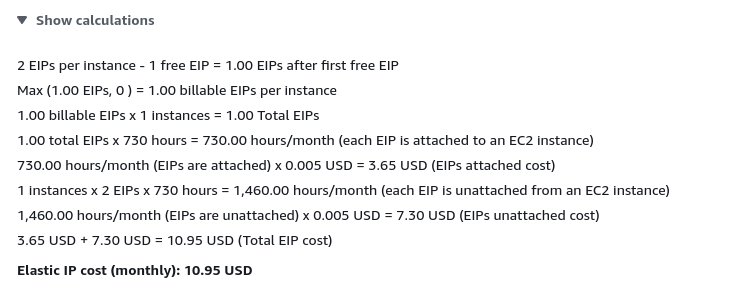 Show calculations
2 EIPs per instance - 1 free EIP = 1.00 EIPs after first free EIP
Max (1.00 EIPs, 0 ) = 1.00 billable EIPs per instance
1.00 billable EIPs x 1 instances = 1.00 Total EIPs
1.00 total EIPs x 730 hours = 730.00 hours/month (each EIP is attached to an EC2 instance)
730.00 hours/month (EIPs are attached) x 0.005 USD = 3.65 USD (EIPs attached cost)
1 instances x 2 EIPs x 730 hours = 1,460.00 hours/month (each EIP is unattached from an EC2 instance)
1,460.00 hours/month (EIPs are unattached) x 0.005 USD = 7.30 USD (EIPs unattached cost)
3.65 USD + 7.30 USD = 10.95 USD (Total EIP cost)
Elastic IP cost (monthly): 10.95 USD